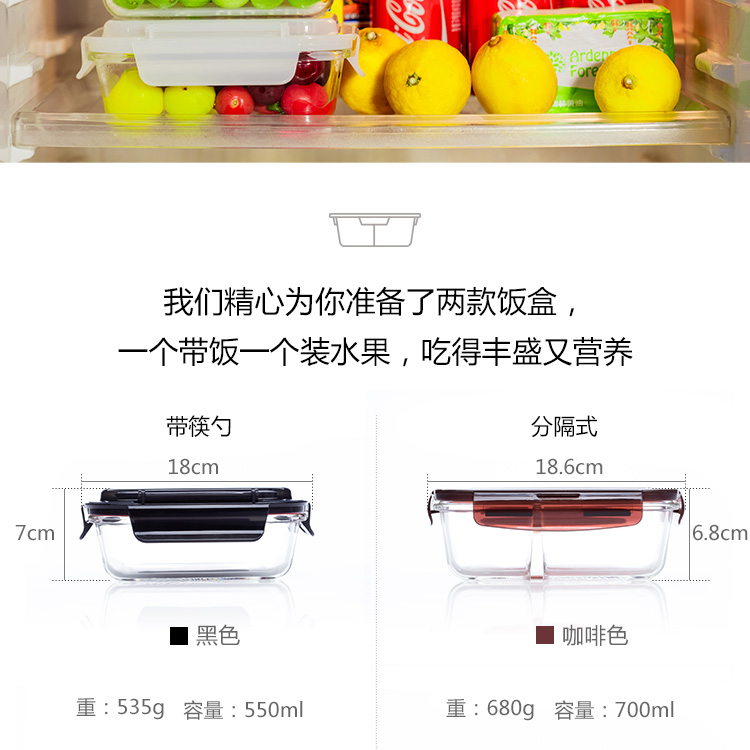 Coca-Cola
Arden
Fores
我们精心为你准备了两款饭盒，
一个带饭一个装水果，吃得丰盛又营养
带筷勺
18cm
7cm
黑色
重：535g 容量：550ml
分隔式
18.6cm
6.8cm
咖啡色
重：680g 容量：700ml